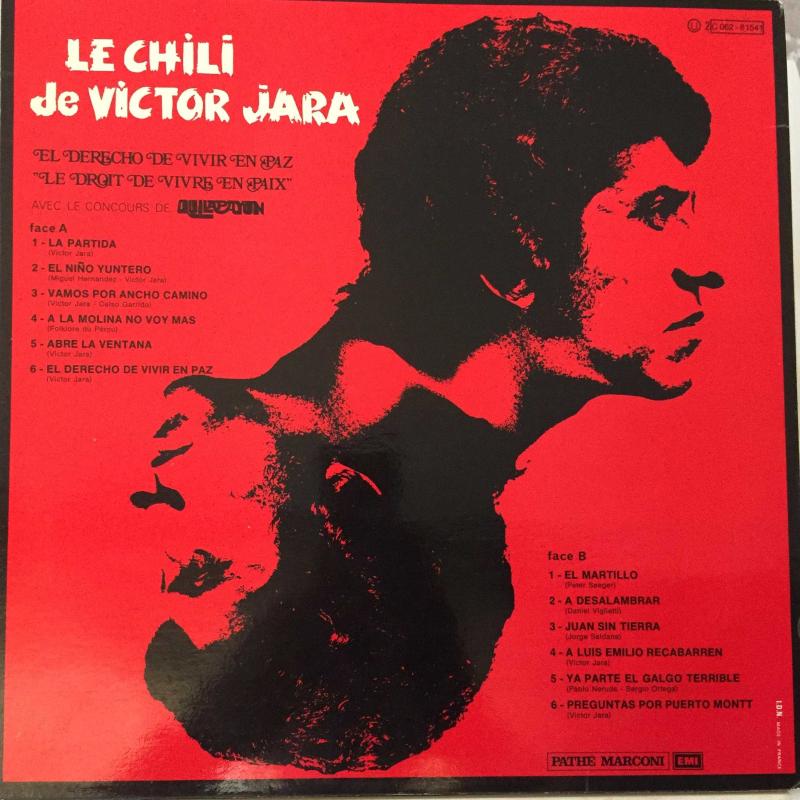 LE CHILI
de VICTOR JARA
EL DERECHO DE VIVIR EN PAZ
"LE DROIT DE VIVRE EN PAIX"
AVEC LE CONCOURS DE QUILAPAYUN
face A
1 - LA PARTIDA
(Victor Jara)
2 - EL NIÑO YUNTERO
(Miguel Hernandez - Victor Jara)
3 - VAMOS POR ANCHO CAMINO
(Victor Jara - Celso Garrido)
4 - A LA MOLINA NO VOY MAS
(Folklore du Pérou)
5 - ABRE LA VENTANA
(Victor Jara)
6 - EL DERECHO DE VIVIR EN PAZ
(Victor Jara)
U 2C 062 - 81541
face B
1 - EL MARTILLO
(Peter Seeger)
2 - A DESALAMBRAR
(Daniel Viglietti)
3 - JUAN SIN TIERRA
(Jorge Saldana)
4 - A LUIS EMILIO RECABARREN
(Victor Jara)
5 - YA PARTE EL GALGO TERRIBLE
(Pablo Neruda - Sergio Ortega)
6 - PREGUNTAS POR PUERTO MONTT
(Victor Jara)
PATHE MARCONI EMI
I.D.N. MADE IN FRANCE